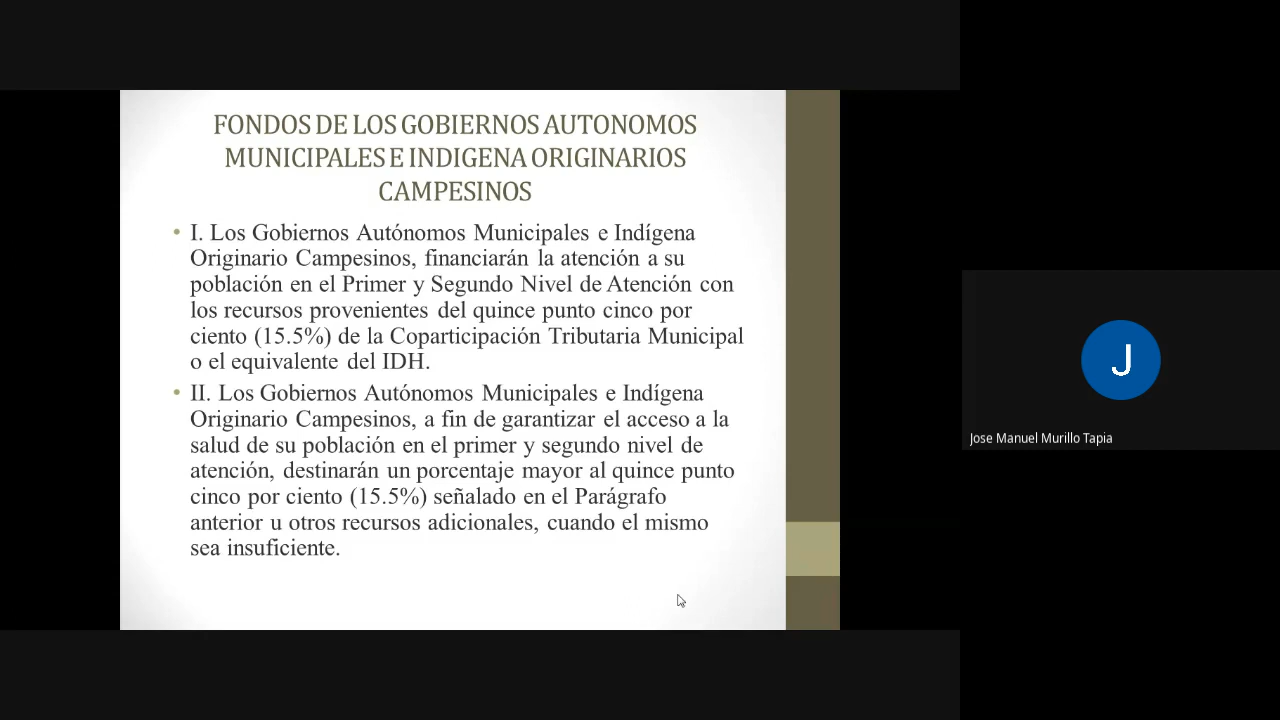 FONDOS DE LOS GOBIERNOS AUTONOMOS
MUNICIPALES E INDIGENA ORIGINARIOS
CAMPESINOS
• I. Los Gobiernos Autónomos Municipales e Indígena
Originario Campesinos, financiarán la atención a su
población en el Primer y Segundo Nivel de Atención con
los recursos provenientes del quince punto cinco por
ciento (15.5%) de la Coparticipación Tributaria Municipal
o el equivalente del IDH.
• II. Los Gobiernos Autónomos Municipales e Indígena
Originario Campesinos, a fin de garantizar el acceso a la
salud de su población en el primer y segundo nivel de
atención, destinarán un porcentaje mayor al quince punto
cinco por ciento (15.5%) señalado en el Parágrafo
anterior u otros recursos adicionales, cuando el mismo
sea insuficiente.
J
Jose Manuel Murillo Tapia